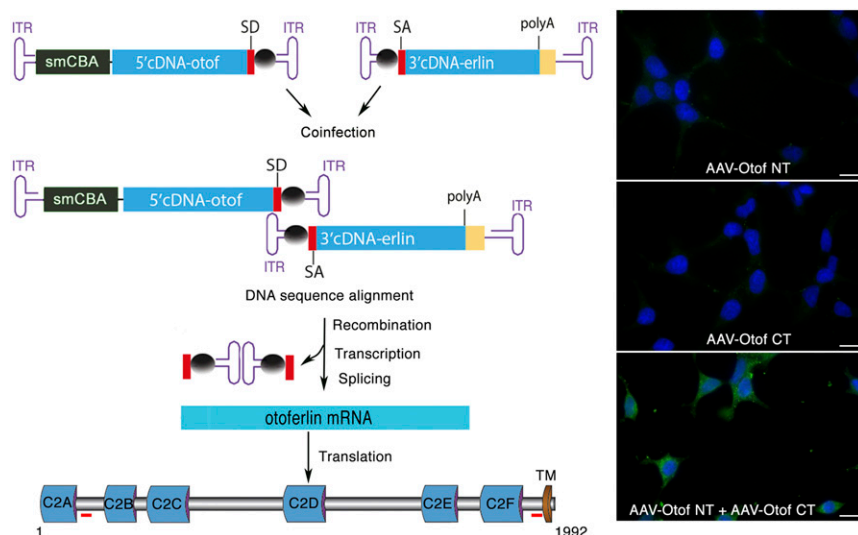 ITR
SD
ITR
ITR
SA
polyA
ITR
smCBA
5'cDNA-otof
3'cDNA-erlin
Coinfection
ITR
SD
ITR
smCBA
5'cDNA-otof
polyA
ITR
3'cDNA-erlin
ITR
SA
DNA sequence alignment
Recombination
Transcription
Splicing
otoferlin mRNA
Translation
TM
C2A
C2B
C2C
C2D
C2E
C2F
1
1992
AAV-Otof NT
AAV-Otof CT
AAV-Otof NT + AAV-Otof CT